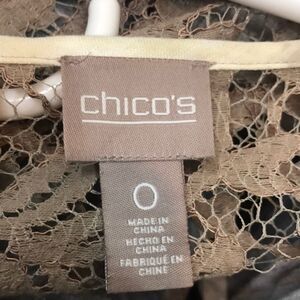 chico's
0
MADE IN
CHINA
HECHO EN
CHINA
FABRIQUÉ EN
CHINE